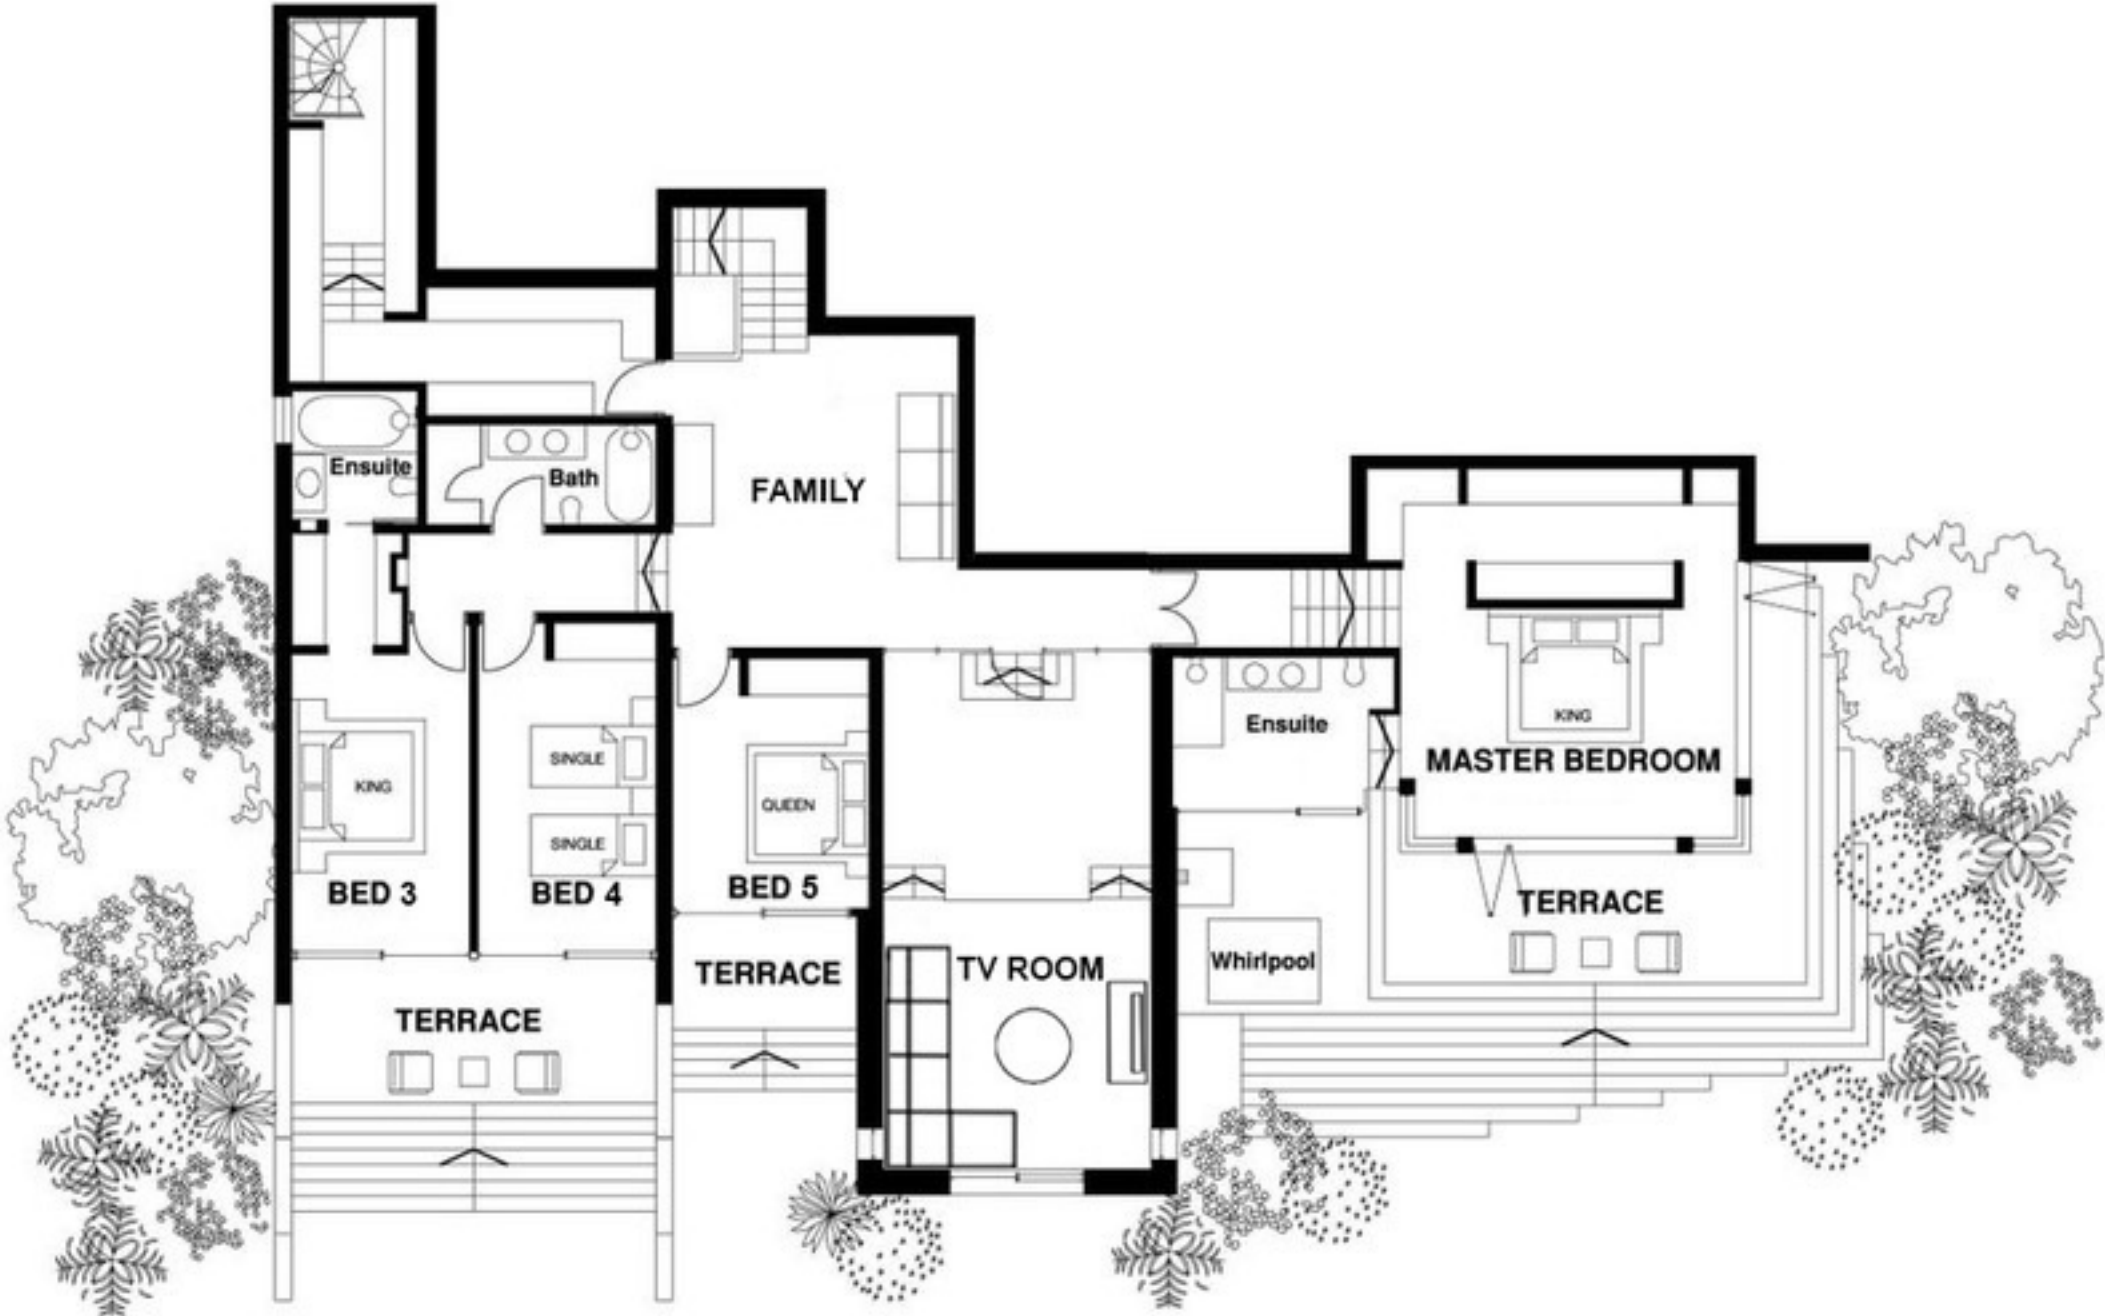 Ensuite
Bath
FAMILY
KING
SINGLE
SINGLE
QUEEN
BED 3
BED 4
BED 5
TERRACE
TERRACE
TV ROOM
Ensuite
Whirlpool
KING
MASTER BEDROOM
TERRACE